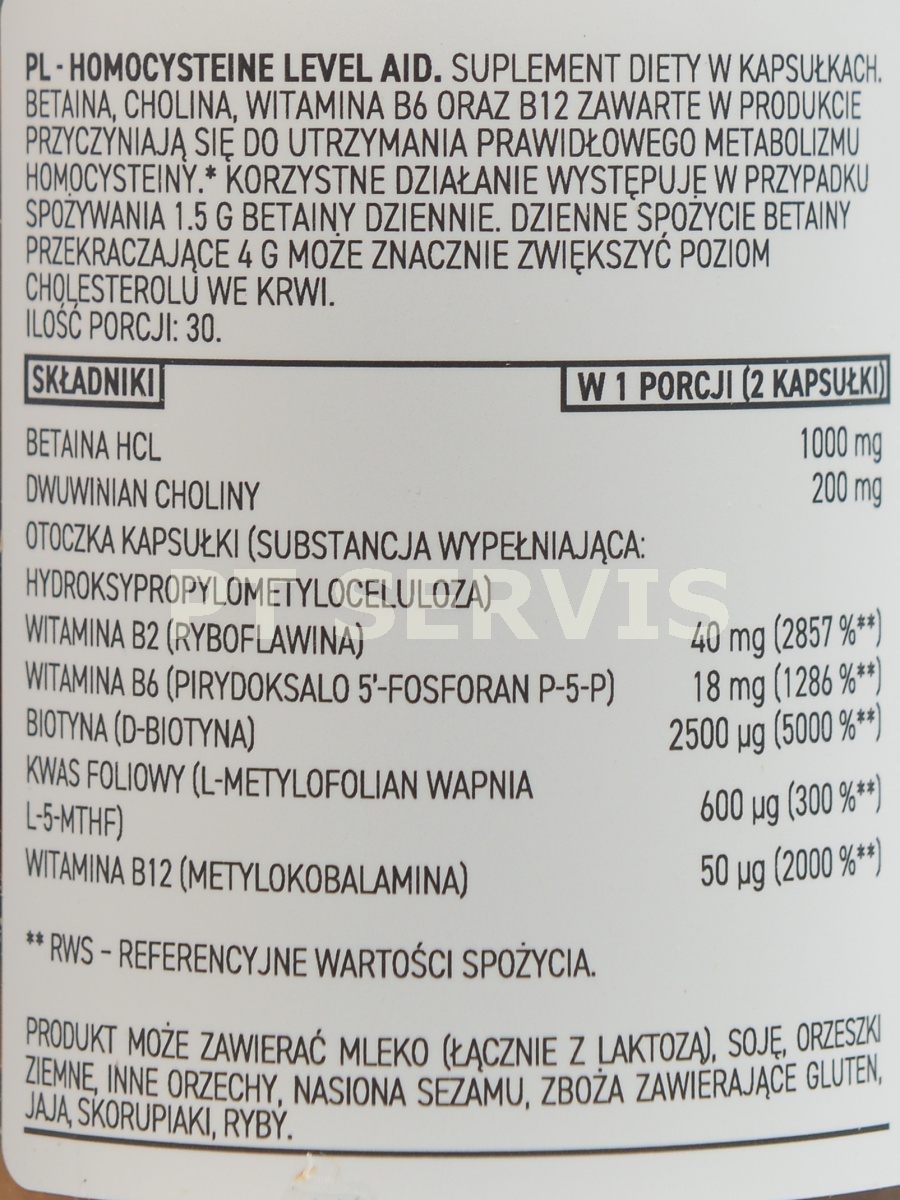 PL - HOMOCYSTEINE LEVEL AID. SUPLEMENT DIETY W KAPSUŁKACH.
BETAINA, CHOLINA, WITAMINA B6 ORAZ B12 ZAWARTE W PRODUKCIE
PRZYCZYNIAJĄ SIĘ DO UTRZYMANIA PRAWIDŁOWEGO METABOLIZMU
HOMOCYSTEINY.* KORZYSTNE DZIAŁANIE WYSTĘPUJE W PRZYPADKU
SPOŻYWANIA 1.5 G BETAINY DZIENNIE. DZIENNE SPOŻYCIE BETAINY
PRZEKRACZAJĄCE 4 G MOŻE ZNACZNIE ZWIĘKSZYĆ POZIOM
CHOLESTEROLU WE KRWI.
ILOŚĆ PORCJI: 30.
SKŁADNIKI W 1 PORCJI (2 KAPSUŁKI)
BETAINA HCL 1000 mg
DWUWINIAN CHOLINY 200 mg
OTOCZKA KAPSUŁKI (SUBSTANCJA WYPEŁNIAJĄCA:
HYDROKSYPROPYLOMETYLOCELULOZA)
PT SERVIS
WITAMINA B2 (RYBOFLAWINA) 40 mg (2857 %**)
WITAMINA B6 (PIRYDOKSALO 5'-FOSFORAN P-5-P) 18 mg (1286 %**)
BIOTYNA (D-BIOTYNA) 2500 µg (5000 %**)
KWAS FOLIOWY (L-METYLOFOLIAN WAPNIA
L-5-MTHF) 600 µg (300 %**)
WITAMINA B12 (METYLOKOBALAMINA) 50 µg (2000 %**)
** RWS – REFERENCYJNE WARTOŚCI SPOŻYCIA.
PRODUKT MOŻE ZAWIERAĆ MLEKO (ŁĄCZNIE Z LAKTOZĄ), SOJĘ, ORZESZKI
ZIEMNE, INNE ORZECHY, NASIONA SEZAMU, ZBOŻA ZAWIERAJĄCE GLUTEN,
JAJA, SKORUPIAKI, RYBY.